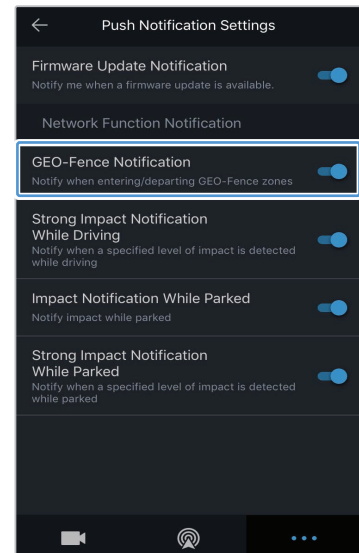 Push Notification Settings
Firmware Update Notification
Notify me when a firmware update is available.
Network Function Notification
GEO-Fence Notification
Notify when entering/departing GEO-Fence zones
Strong Impact Notification
While Driving
Notify when a specified level of impact is detected
while driving
Impact Notification While Parked
Notify impact while parked
Strong Impact Notification
While Parked
Notify when a specified level of impact is detected
while parked